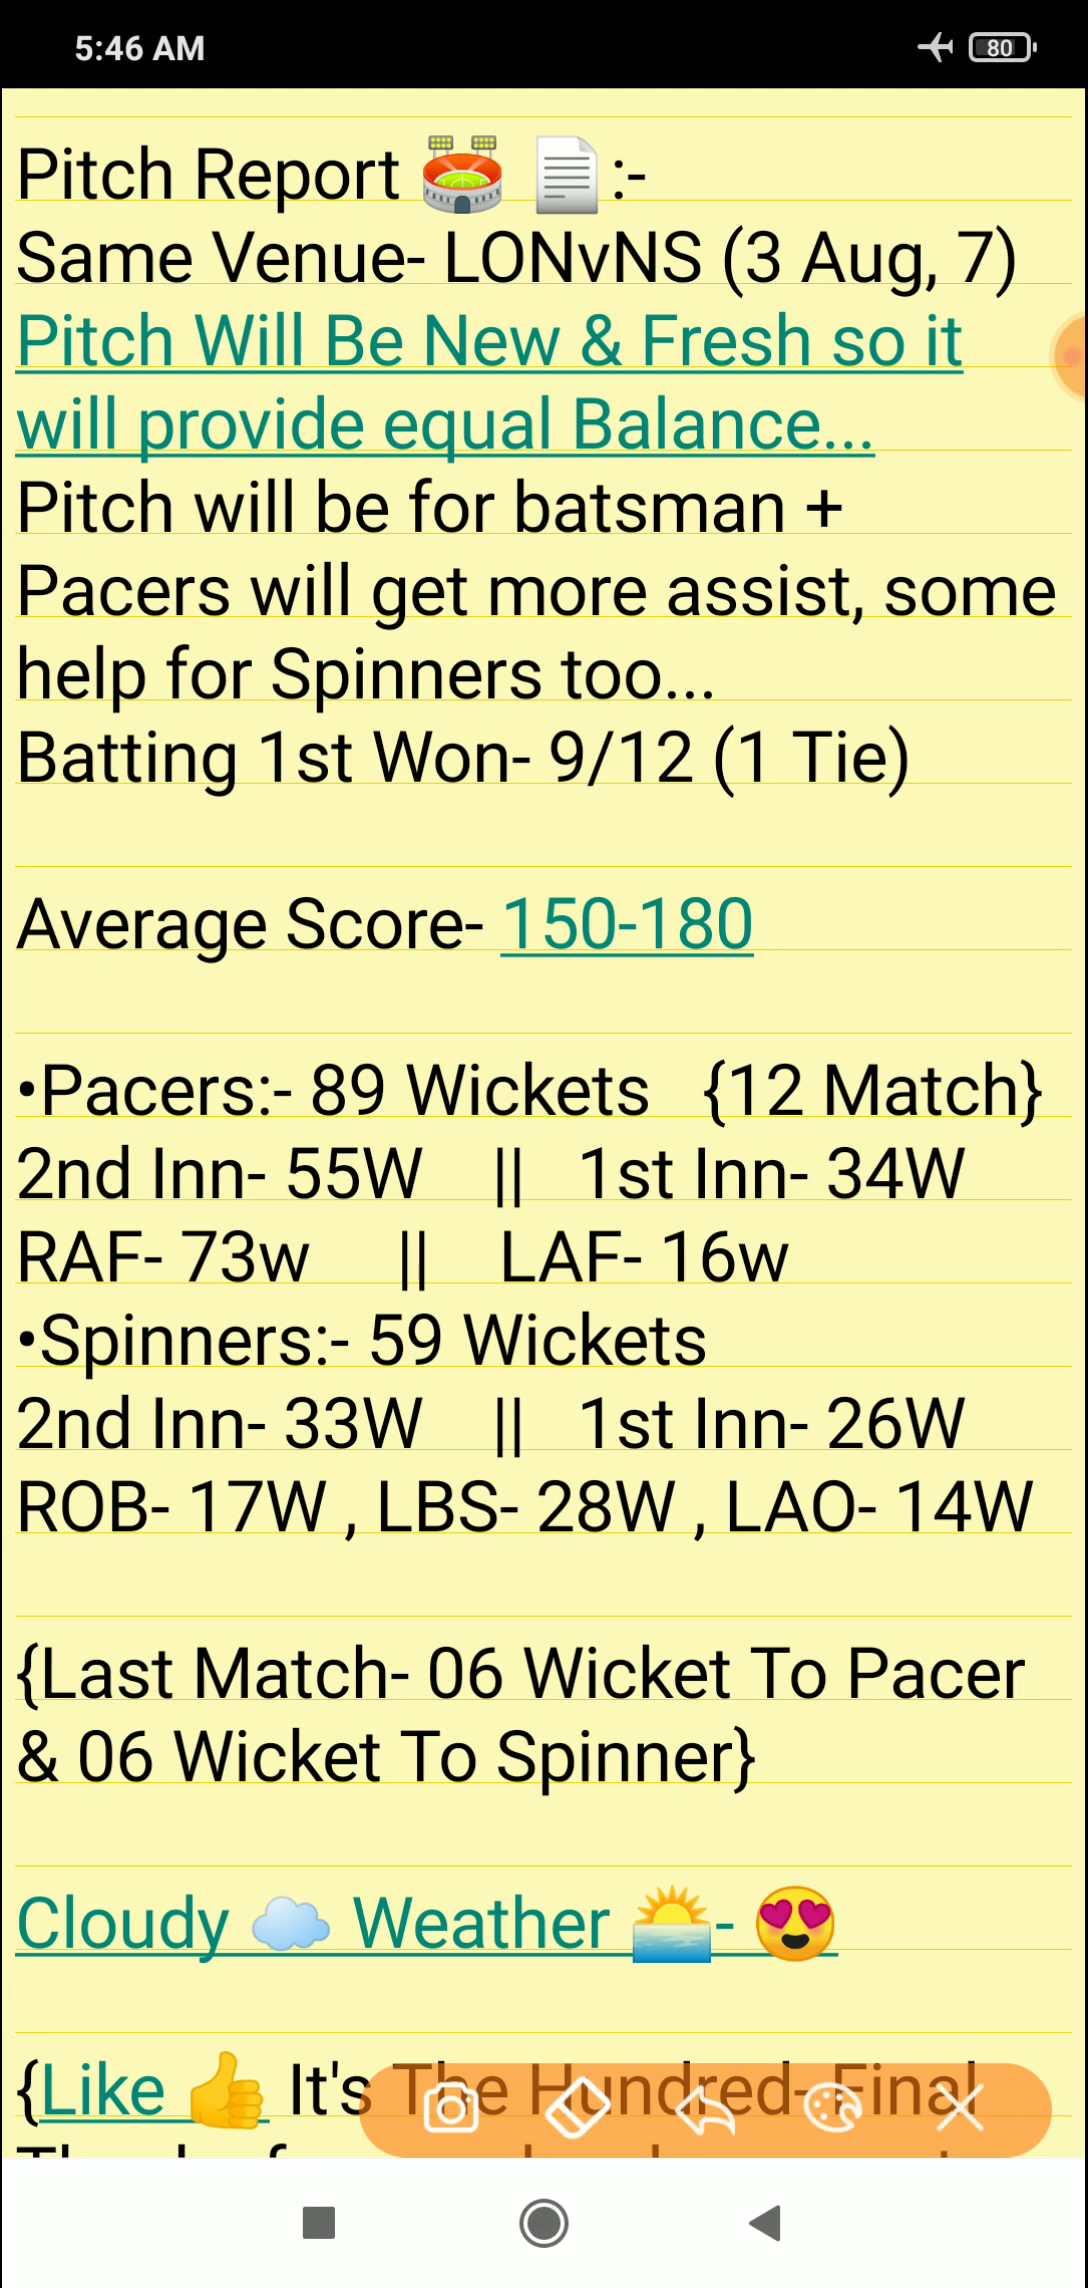 5:46 AM
80
Pitch Report 🏟️ 📄:-
Same Venue- LONvNS (3 Aug, 7)
Pitch Will Be New & Fresh so it
will provide equal Balance...
Pitch will be for batsman +
Pacers will get more assist, some
help for Spinners too...
Batting 1st Won- 9/12 (1 Tie)
Average Score- 150-180
•Pacers:- 89 Wickets {12 Match}
2nd Inn- 55W || 1st Inn- 34W
RAF- 73w || LAF- 16w
•Spinners:- 59 Wickets
2nd Inn- 33W || 1st Inn- 26W
ROB- 17W , LBS- 28W , LAO- 14W
{Last Match- 06 Wicket To Pacer
& 06 Wicket To Spinner}
Cloudy ☁️ Weather 🌅- 😍
{Like 👍 It's The Hundred- Final